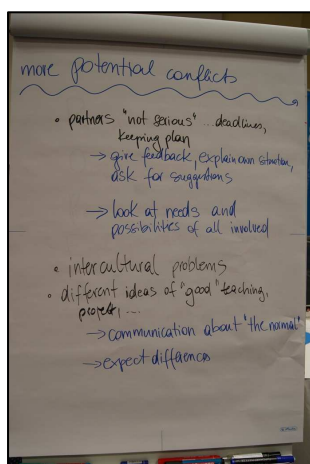 more potential conflicts
• partners "not serious" ... deadlines,
keeping plan
→ give feedback, explain own situation,
ask for suggestions
→ look at needs and
possibilities of all involved
• intercultural problems
• different ideas of "good" teaching,
project, ...
→ communication about "the normal"
→ expect differences